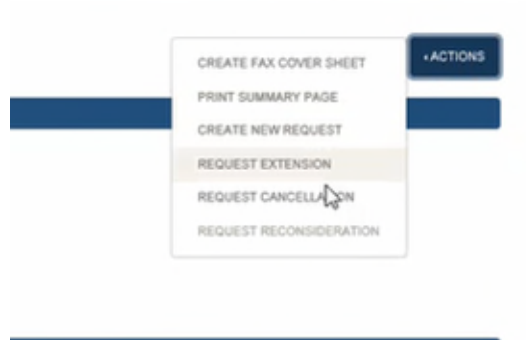 ‹ACTIONS
CREATE FAX COVER SHEET
PRINT SUMMARY PAGE
CREATE NEW REQUEST
REQUEST EXTENSION
REQUEST CANCELLATION
REQUEST RECONSIDERATION